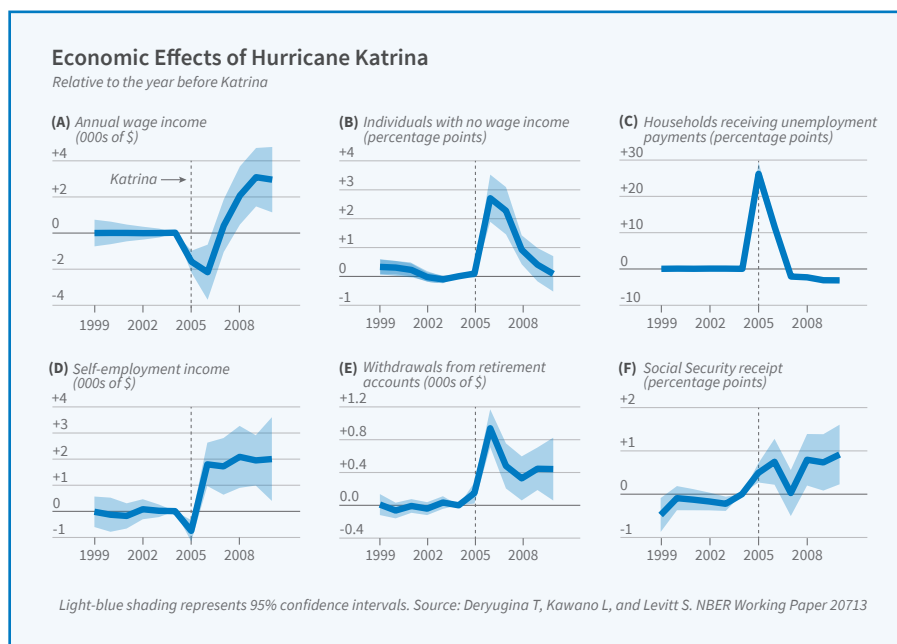 Economic Effects of Hurricane Katrina
Relative to the year before Katrina
(A) Annual wage income
(000s of $)
+4
+2
0
-2
-4
Katrina
1999 2002 2005 2008
(B) Individuals with no wage income
(percentage points)
+4
+3
+2
+1
0
-1
1999 2002 2005 2008
(C) Households receiving unemployment
payments (percentage points)
+30
+20
+10
0
-10
1999 2002 2005 2008
(D) Self-employment income
(000s of $)
+4
+3
+2
+1
0
-1
1999 2002 2005 2008
(E) Withdrawals from retirement
accounts (000s of $)
+1.2
+0.8
+0.4
0.0
-0.4
1999 2002 2005 2008
(F) Social Security receipt
(percentage points)
+2
+1
0
-1
1999 2002 2005 2008
Light-blue shading represents 95% confidence intervals. Source: Deryugina T, Kawano L, and Levitt S. NBER Working Paper 20713